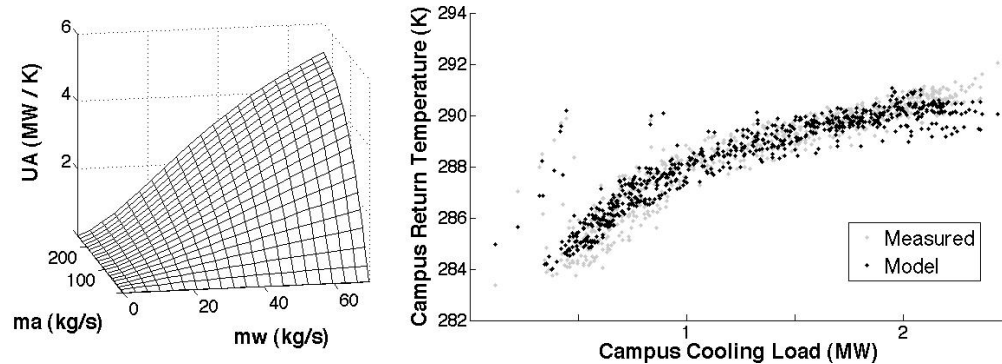 6
4
2
UA (MW / K)
200
100
0
20
40
60
ma (kg/s)
mw (kg/s)
294
292
290
288
286
284
282
Campus Return Temperature (K)
1
2
Campus Cooling Load (MW)
Measured
Model